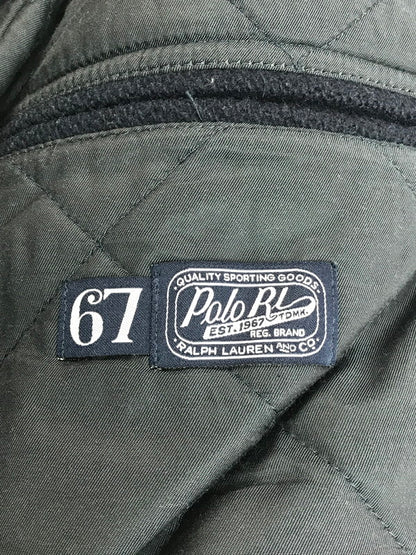 67
QUALITY SPORTING GOODS
Polo RL
EST. 1967
TDMK.
REG. BRAND
RALPH LAUREN AND CO.